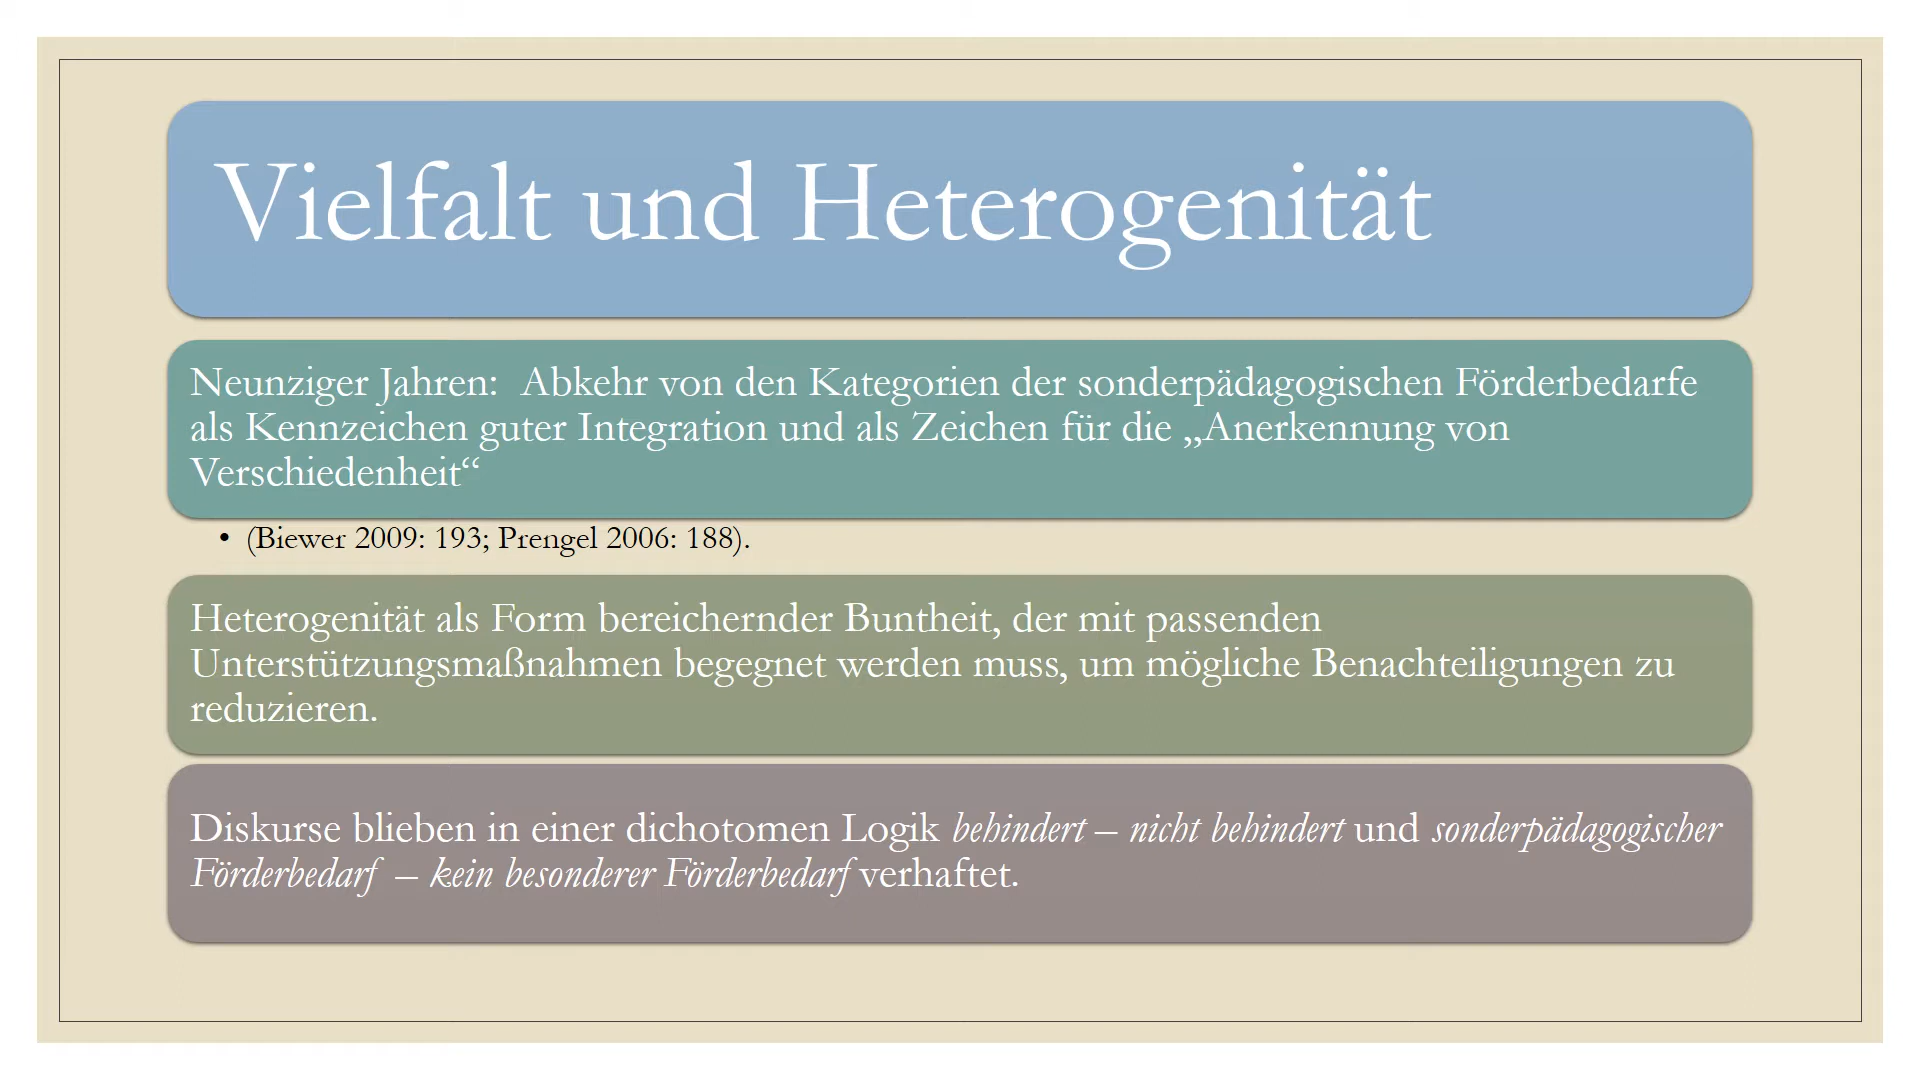 Vielfalt und Heterogenität
Neunziger Jahren:  Abkehr von den Kategorien der sonderpädagogischen Förderbedarfe
als Kennzeichen guter Integration und als Zeichen für die „Anerkennung von
Verschiedenheit“
• (Biewer 2009: 193; Prengel 2006: 188).
Heterogenität als Form bereichernder Buntheit, der mit passenden
Unterstützungsmaßnahmen begegnet werden muss, um mögliche Benachteiligungen zu
reduzieren.
Diskurse blieben in einer dichotomen Logik behindert – nicht behindert und sonderpädagogischer
Förderbedarf – kein besonderer Förderbedarf verhaftet.